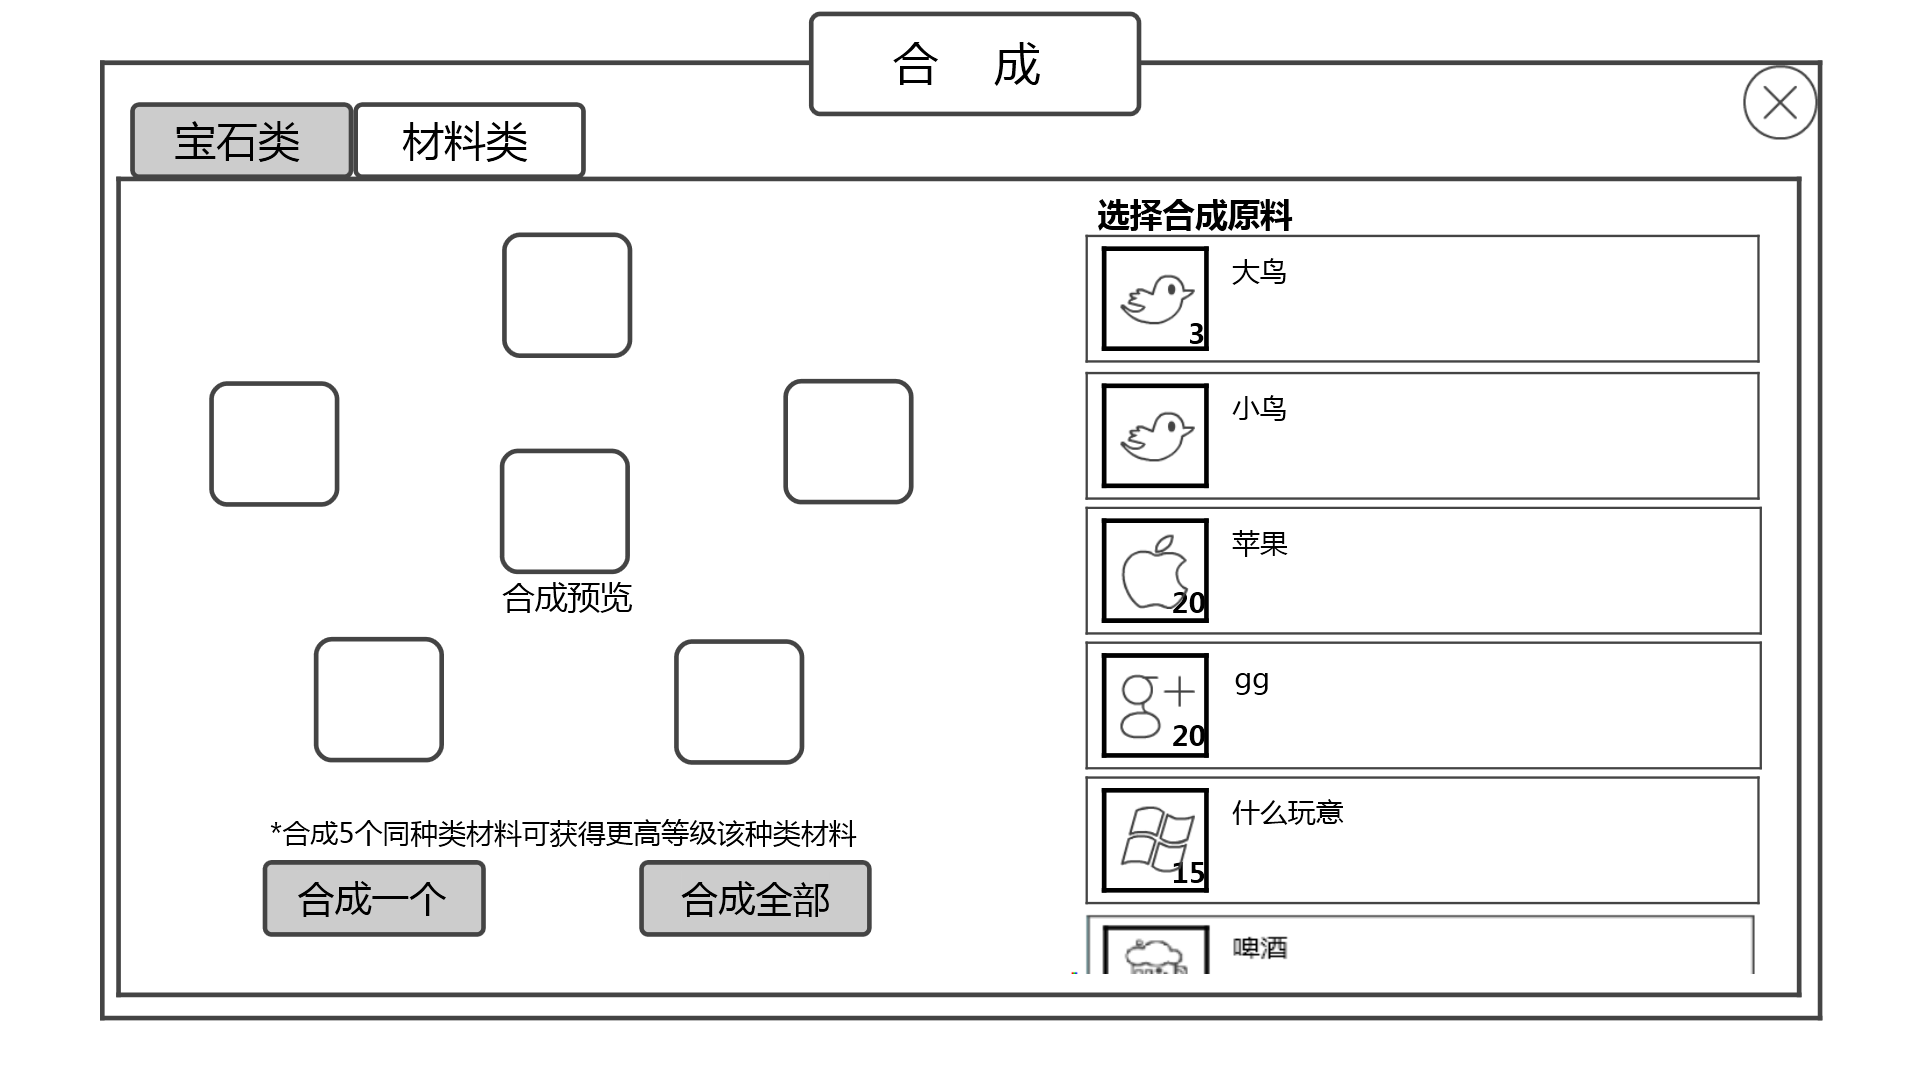 合 成
宝石类
材料类
选择合成原料
大鸟
3
小鸟
苹果
20
gg
g+
20
什么玩意
15
啤酒
合成预览
*合成5个同种类材料可获得更高等级该种类材料
合成一个
合成全部